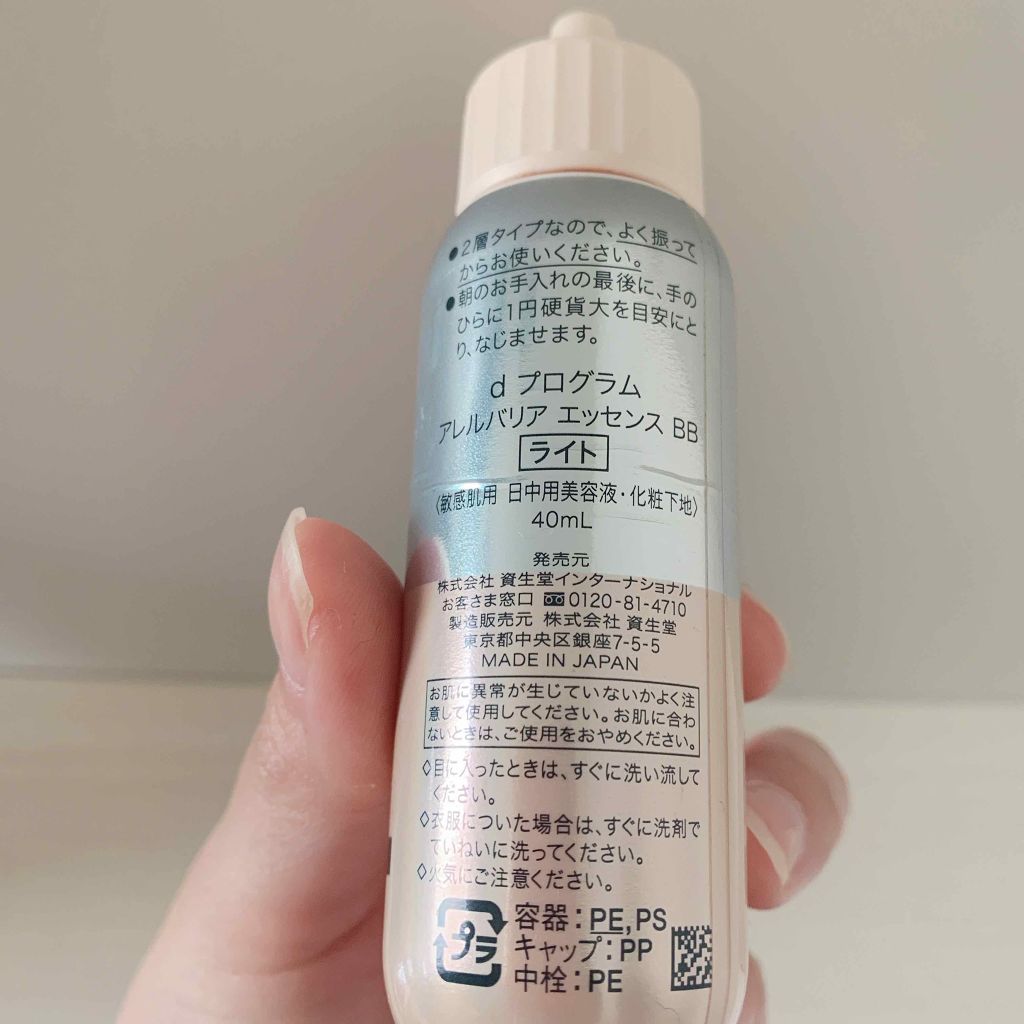 ●2層タイプなので、よく振って
からお使いください。
●朝のお手入れの最後に、手の
ひらに1円硬貨大を目安にと
り、なじませます。
d プログラム
アレルバリア エッセンス BB
ライト
〈敏感肌用 日中用美容液・化粧下地〉
40mL
発売元
株式会社 資生堂インターナショナル
お客さま窓口 0120-81-4710
製造販売元 株式会社 資生堂
東京都中央区銀座7-5-5
MADE IN JAPAN
お肌に異常が生じていないかよく注
意して使用してください。お肌に合わ
ないときは、ご使用をおやめください。
◇目に入ったときは、すぐに洗い流して
ください。
◇衣服についた場合は、すぐに洗剤で
ていねいに洗ってください。
◇火気にご注意ください。
プラ
容器：PE,PS
キャップ：PP
中栓：PE